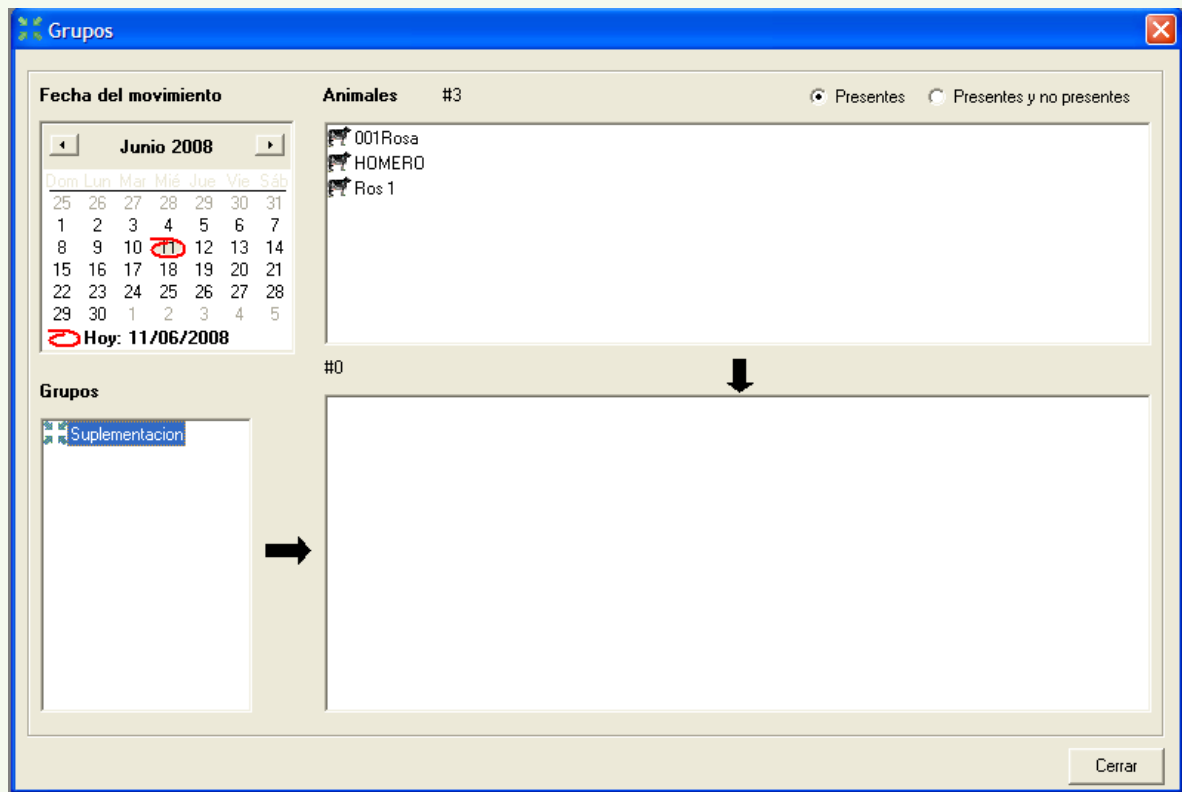 Grupos
Fecha del movimiento
Junio 2008
Dom Lun Mar Mié Jue Vie Sáb
25 26 27 28 29 30 31
1 2 3 4 5 6 7
8 9 10 11 12 13 14
15 16 17 18 19 20 21
22 23 24 25 26 27 28
29 30 1 2 3 4 5
Hoy: 11/06/2008
Grupos
Suplementacion
Animales #3 Presentes Presentes y no presentes
001Rosa
HOMERO
Ros 1
#0
Cerrar